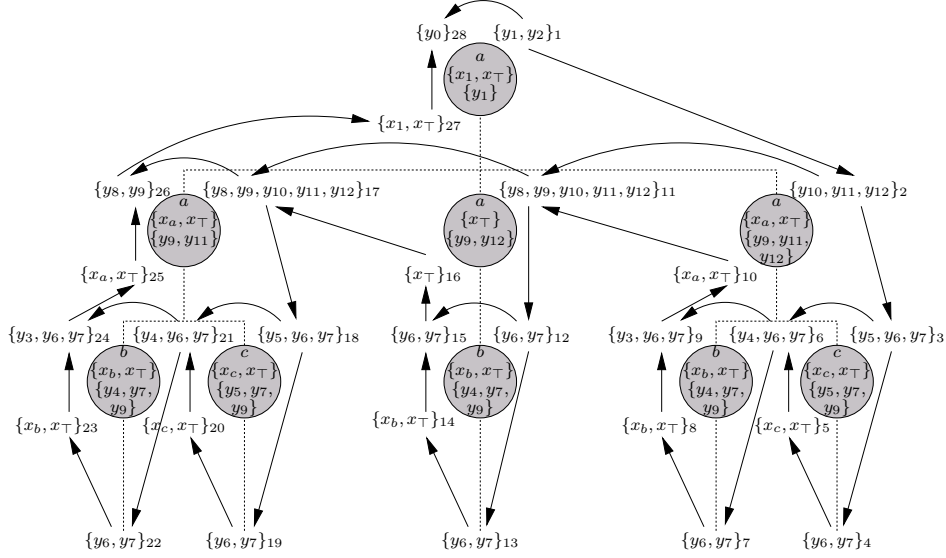 {y0}28 {y1, y2}1
a
{x1, x⊤}
{y1}
{x1, x⊤}27
{y8, y9}26 {y8, y9, y10, y11, y12}17 {y8, y9, y10, y11, y12}11 {y10, y11, y12}2
a a a
{xa, x⊤} {x⊤} {xa, x⊤}
{y9, y11} {y9, y12} {y9, y11,
y12}
{xa, x⊤}25 {x⊤}16 {xa, x⊤}10
{y3, y6, y7}24 {y4, y6, y7}21 {y5, y6, y7}18 {y6, y7}15 {y6, y7}12 {y3, y6, y7}9 {y4, y6, y7}6 {y5, y6, y7}3
b c b b c
{xb, x⊤} {xc, x⊤} {xb, x⊤} {xb, x⊤} {xc, x⊤}
{y4, y7, {y5, y7, {y4, y7, {y4, y7, {y5, y7,
y9} y9} y9} y9} y9}
{xb, x⊤}23 {xc, x⊤}20 {xb, x⊤}14 {xb, x⊤}8 {xc, x⊤}5
{y6, y7}22 {y6, y7}19 {y6, y7}13 {y6, y7}7 {y6, y7}4